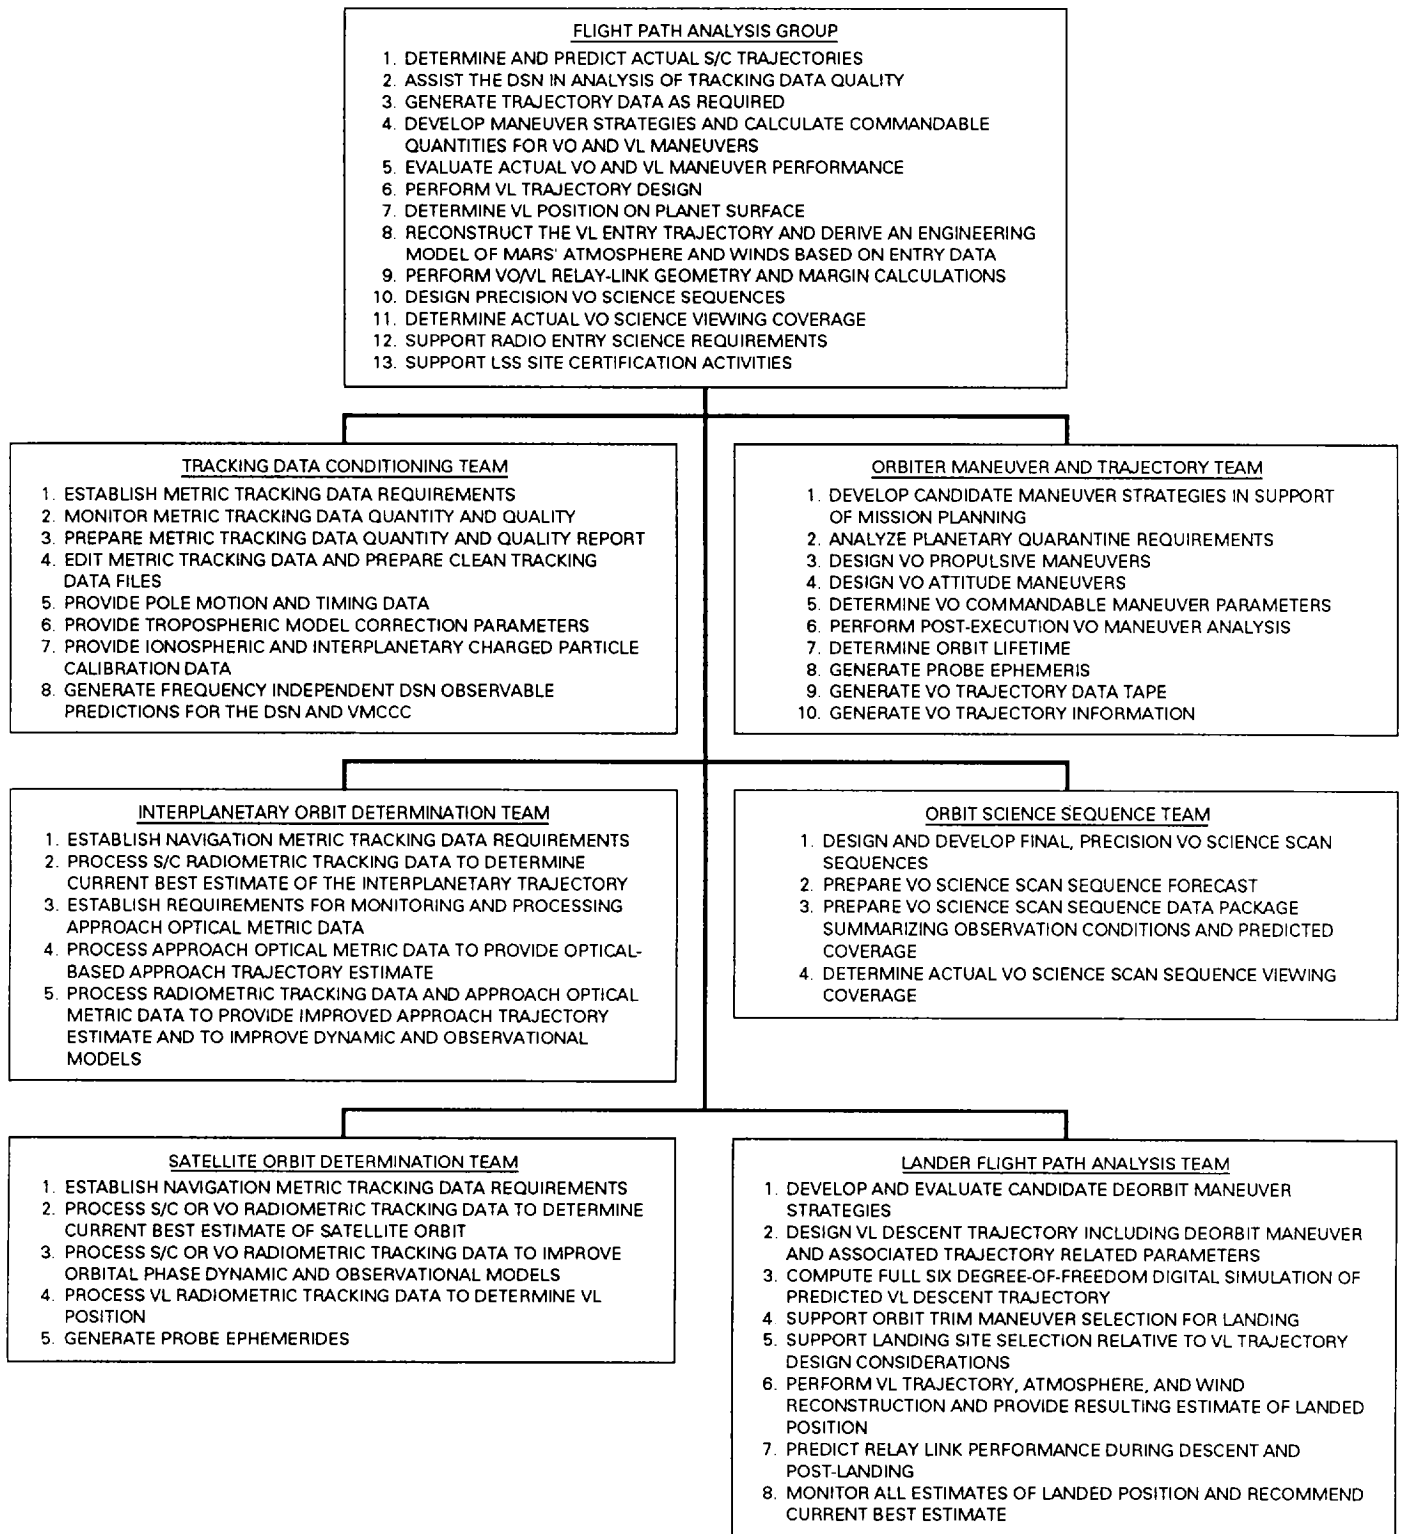 FLIGHT PATH ANALYSIS GROUP
1. DETERMINE AND PREDICT ACTUAL S/C TRAJECTORIES
2. ASSIST THE DSN IN ANALYSIS OF TRACKING DATA QUALITY
3. GENERATE TRAJECTORY DATA AS REQUIRED
4. DEVELOP MANEUVER STRATEGIES AND CALCULATE COMMANDABLE
QUANTITIES FOR VO AND VL MANEUVERS
5. EVALUATE ACTUAL VO AND VL MANEUVER PERFORMANCE
6. PERFORM VL TRAJECTORY DESIGN
7. DETERMINE VL POSITION ON PLANET SURFACE
8. RECONSTRUCT THE VL ENTRY TRAJECTORY AND DERIVE AN ENGINEERING
MODEL OF MARS' ATMOSPHERE AND WINDS BASED ON ENTRY DATA
9. PERFORM VO/VL RELAY-LINK GEOMETRY AND MARGIN CALCULATIONS
10. DESIGN PRECISION VO SCIENCE SEQUENCES
11. DETERMINE ACTUAL VO SCIENCE VIEWING COVERAGE
12. SUPPORT RADIO ENTRY SCIENCE REQUIREMENTS
13. SUPPORT LSS SITE CERTIFICATION ACTIVITIES
TRACKING DATA CONDITIONING TEAM
1. ESTABLISH METRIC TRACKING DATA REQUIREMENTS
2. MONITOR METRIC TRACKING DATA QUANTITY AND QUALITY
3. PREPARE METRIC TRACKING DATA QUANTITY AND QUALITY REPORT
4. EDIT METRIC TRACKING DATA AND PREPARE CLEAN TRACKING
DATA FILES
5. PROVIDE POLE MOTION AND TIMING DATA
6. PROVIDE TROPOSPHERIC MODEL CORRECTION PARAMETERS
7. PROVIDE IONOSPHERIC AND INTERPLANETARY CHARGED PARTICLE
CALIBRATION DATA
8. GENERATE FREQUENCY INDEPENDENT DSN OBSERVABLE
PREDICTIONS FOR THE DSN AND VMCCC
ORBITER MANEUVER AND TRAJECTORY TEAM
1. DEVELOP CANDIDATE MANEUVER STRATEGIES IN SUPPORT
OF MISSION PLANNING
2. ANALYZE PLANETARY QUARANTINE REQUIREMENTS
3. DESIGN VO PROPULSIVE MANEUVERS
4. DESIGN VO ATTITUDE MANEUVERS
5. DETERMINE VO COMMANDABLE MANEUVER PARAMETERS
6. PERFORM POST-EXECUTION VO MANEUVER ANALYSIS
7. DETERMINE ORBIT LIFETIME
8. GENERATE PROBE EPHEMERIS
9. GENERATE VO TRAJECTORY DATA TAPE
10. GENERATE VO TRAJECTORY INFORMATION
INTERPLANETARY ORBIT DETERMINATION TEAM
1. ESTABLISH NAVIGATION METRIC TRACKING DATA REQUIREMENTS
2. PROCESS S/C RADIOMETRIC TRACKING DATA TO DETERMINE
CURRENT BEST ESTIMATE OF THE INTERPLANETARY TRAJECTORY
3. ESTABLISH REQUIREMENTS FOR MONITORING AND PROCESSING
APPROACH OPTICAL METRIC DATA
4. PROCESS APPROACH OPTICAL METRIC DATA TO PROVIDE OPTICAL-
BASED APPROACH TRAJECTORY ESTIMATE
5. PROCESS RADIOMETRIC TRACKING DATA AND APPROACH OPTICAL
METRIC DATA TO PROVIDE IMPROVED APPROACH TRAJECTORY
ESTIMATE AND TO IMPROVE DYNAMIC AND OBSERVATIONAL
MODELS
ORBIT SCIENCE SEQUENCE TEAM
1. DESIGN AND DEVELOP FINAL, PRECISION VO SCIENCE SCAN
SEQUENCES
2. PREPARE VO SCIENCE SCAN SEQUENCE FORECAST
3. PREPARE VO SCIENCE SCAN SEQUENCE DATA PACKAGE
SUMMARIZING OBSERVATION CONDITIONS AND PREDICTED
COVERAGE
4. DETERMINE ACTUAL VO SCIENCE SCAN SEQUENCE VIEWING
COVERAGE
SATELLITE ORBIT DETERMINATION TEAM
1. ESTABLISH NAVIGATION METRIC TRACKING DATA REQUIREMENTS
2. PROCESS S/C OR VO RADIOMETRIC TRACKING DATA TO DETERMINE
CURRENT BEST ESTIMATE OF SATELLITE ORBIT
3. PROCESS S/C OR VO RADIOMETRIC TRACKING DATA TO IMPROVE
ORBITAL PHASE DYNAMIC AND OBSERVATIONAL MODELS
4. PROCESS VL RADIOMETRIC TRACKING DATA TO DETERMINE VL
POSITION
5. GENERATE PROBE EPHEMERIDES
LANDER FLIGHT PATH ANALYSIS TEAM
1. DEVELOP AND EVALUATE CANDIDATE DEORBIT MANEUVER
STRATEGIES
2. DESIGN VL DESCENT TRAJECTORY INCLUDING DEORBIT MANEUVER
AND ASSOCIATED TRAJECTORY RELATED PARAMETERS
3. COMPUTE FULL SIX DEGREE-OF-FREEDOM DIGITAL SIMULATION OF
PREDICTED VL DESCENT TRAJECTORY
4. SUPPORT ORBIT TRIM MANEUVER SELECTION FOR LANDING
5. SUPPORT LANDING SITE SELECTION RELATIVE TO VL TRAJECTORY
DESIGN CONSIDERATIONS
6. PERFORM VL TRAJECTORY, ATMOSPHERE, AND WIND
RECONSTRUCTION AND PROVIDE RESULTING ESTIMATE OF LANDED
POSITION
7. PREDICT RELAY LINK PERFORMANCE DURING DESCENT AND
POST-LANDING
8. MONITOR ALL ESTIMATES OF LANDED POSITION AND RECOMMEND
CURRENT BEST ESTIMATE